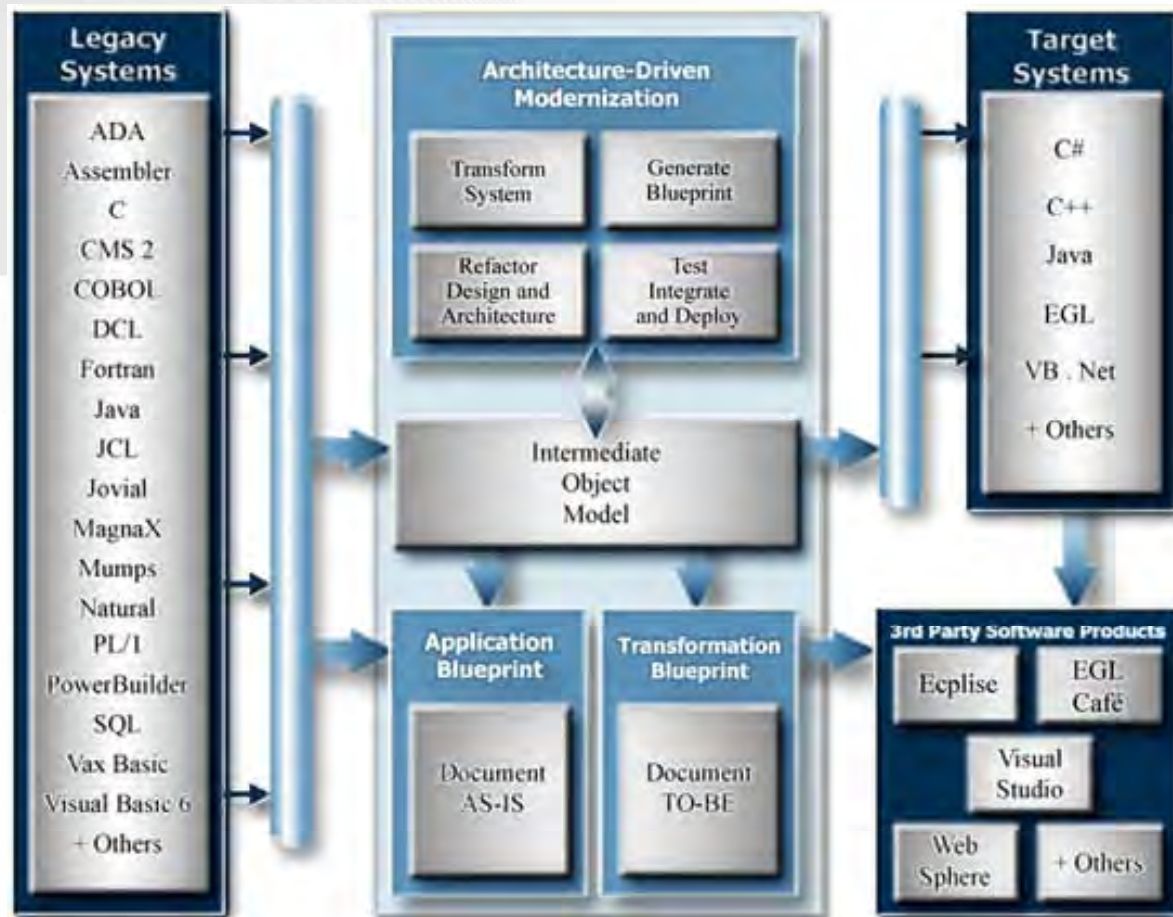 Legacy
Systems
ADA
Assembler
C
CMS 2
COBOL
DCL
Fortran
Java
JCL
Jovial
MagnaX
Mumps
Natural
PL/1
PowerBuilder
SQL
Vax Basic
Visual Basic 6
+ Others
Architecture-Driven
Modernization
Transform
System
Generate
Blueprint
Refactor
Design and
Architecture
Test
Integrate
and Deploy
Intermediate
Object
Model
Application
Blueprint
Document
AS-IS
Transformation
Blueprint
Document
TO-BE
Target
Systems
C#
C++
Java
EGL
VB . Net
+ Others
3rd Party Software Products
Ecplise
EGL
Café
Visual
Studio
Web
Sphere
+ Others